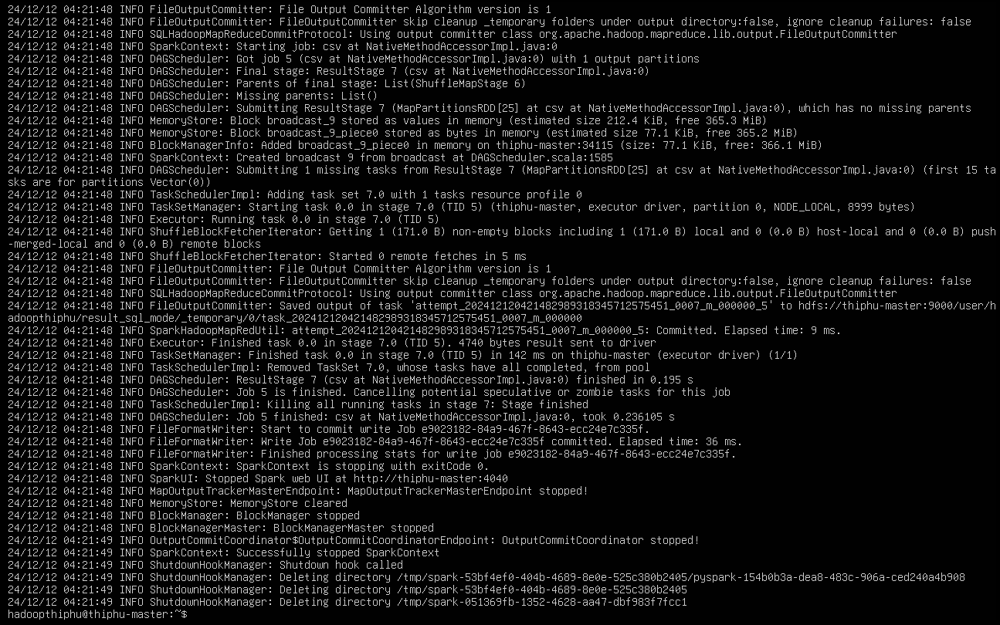 24/12/12 04:21:48 INFO FileOutputCommitter: File Output Committer Algorithm version is 1
24/12/12 04:21:48 INFO FileOutputCommitter: FileOutputCommitter skip cleanup _temporary folders under output directory:false, ignore cleanup failures: false
24/12/12 04:21:48 INFO SQLHadoopMapReduceCommitProtocol: Using output committer class org.apache.hadoop.mapreduce.lib.output.FileOutputCommitter
24/12/12 04:21:48 INFO SparkContext: Starting job: csv at NativeMethodAccessorImpl.java:0
24/12/12 04:21:48 INFO DAGScheduler: Got job 5 (csv at NativeMethodAccessorImpl.java:0) with 1 output partitions
24/12/12 04:21:48 INFO DAGScheduler: Final stage: ResultStage 7 (csv at NativeMethodAccessorImpl.java:0)
24/12/12 04:21:48 INFO DAGScheduler: Parents of final stage: List(ShuffleMapStage 6)
24/12/12 04:21:48 INFO DAGScheduler: Missing parents: List()
24/12/12 04:21:48 INFO DAGScheduler: Submitting ResultStage 7 (MapPartitionsRDD[25] at csv at NativeMethodAccessorImpl.java:0), which has no missing parents
24/12/12 04:21:48 INFO MemoryStore: Block broadcast_9 stored as values in memory (estimated size 212.4 KiB, free 365.3 MiB)
24/12/12 04:21:48 INFO MemoryStore: Block broadcast_9_piece0 stored as bytes in memory (estimated size 77.1 KiB, free 365.2 MiB)
24/12/12 04:21:48 INFO BlockManagerInfo: Added broadcast_9_piece0 in memory on thiphu-master:34115 (size: 77.1 KiB, free: 366.1 MiB)
24/12/12 04:21:48 INFO SparkContext: Created broadcast 9 from broadcast at DAGScheduler.scala:1585
24/12/12 04:21:48 INFO DAGScheduler: Submitting 1 missing tasks from ResultStage 7 (MapPartitionsRDD[25] at csv at NativeMethodAccessorImpl.java:0) (first 15 ta
sks are for partitions Vector(0))
24/12/12 04:21:48 INFO TaskSchedulerImpl: Adding task set 7.0 with 1 tasks resource profile 0
24/12/12 04:21:48 INFO TaskSetManager: Starting task 0.0 in stage 7.0 (TID 5) (thiphu-master, executor driver, partition 0, NODE_LOCAL, 8999 bytes)
24/12/12 04:21:48 INFO Executor: Running task 0.0 in stage 7.0 (TID 5)
24/12/12 04:21:48 INFO ShuffleBlockFetcherIterator: Getting 1 (171.0 B) non-empty blocks including 1 (171.0 B) local and 0 (0.0 B) host-local and 0 (0.0 B) push
-merged-local and 0 (0.0 B) remote blocks
24/12/12 04:21:48 INFO ShuffleBlockFetcherIterator: Started 0 remote fetches in 5 ms
24/12/12 04:21:48 INFO FileOutputCommitter: File Output Committer Algorithm version is 1
24/12/12 04:21:48 INFO FileOutputCommitter: FileOutputCommitter skip cleanup _temporary folders under output directory:false, ignore cleanup failures: false
24/12/12 04:21:48 INFO SQLHadoopMapReduceCommitProtocol: Using output committer class org.apache.hadoop.mapreduce.lib.output.FileOutputCommitter
24/12/12 04:21:48 INFO FileOutputCommitter: Saved output of task 'attempt_202412120421482989318345712575451_0007_m_000000_5' to hdfs://thiphu-master:9000/user/h
adoopthiphu/result_sql_mode/_temporary/0/task_202412120421482989318345712575451_0007_m_000000
24/12/12 04:21:48 INFO SparkHadoopMapRedUtil: attempt_202412120421482989318345712575451_0007_m_000000_5: Committed. Elapsed time: 9 ms.
24/12/12 04:21:48 INFO Executor: Finished task 0.0 in stage 7.0 (TID 5). 4740 bytes result sent to driver
24/12/12 04:21:48 INFO TaskSetManager: Finished task 0.0 in stage 7.0 (TID 5) in 142 ms on thiphu-master (executor driver) (1/1)
24/12/12 04:21:48 INFO TaskSchedulerImpl: Removed TaskSet 7.0, whose tasks have all completed, from pool
24/12/12 04:21:48 INFO DAGScheduler: ResultStage 7 (csv at NativeMethodAccessorImpl.java:0) finished in 0.195 s
24/12/12 04:21:48 INFO DAGScheduler: Job 5 is finished. Cancelling potential speculative or zombie tasks for this job
24/12/12 04:21:48 INFO TaskSchedulerImpl: Killing all running tasks in stage 7: Stage finished
24/12/12 04:21:48 INFO DAGScheduler: Job 5 finished: csv at NativeMethodAccessorImpl.java:0, took 0.236105 s
24/12/12 04:21:48 INFO FileFormatWriter: Start to commit write Job e9023182-84a9-467f-8643-ecc24e7c335f.
24/12/12 04:21:48 INFO FileFormatWriter: Write Job e9023182-84a9-467f-8643-ecc24e7c335f committed. Elapsed time: 36 ms.
24/12/12 04:21:48 INFO FileFormatWriter: Finished processing stats for write job e9023182-84a9-467f-8643-ecc24e7c335f.
24/12/12 04:21:48 INFO SparkContext: SparkContext is stopping with exitCode 0.
24/12/12 04:21:48 INFO SparkUI: Stopped Spark web UI at http://thiphu-master:4040
24/12/12 04:21:48 INFO MapOutputTrackerMasterEndpoint: MapOutputTrackerMasterEndpoint stopped!
24/12/12 04:21:48 INFO MemoryStore: MemoryStore cleared
24/12/12 04:21:48 INFO BlockManager: BlockManager stopped
24/12/12 04:21:48 INFO BlockManagerMaster: BlockManagerMaster stopped
24/12/12 04:21:49 INFO OutputCommitCoordinator$OutputCommitCoordinatorEndpoint: OutputCommitCoordinator stopped!
24/12/12 04:21:49 INFO SparkContext: Successfully stopped SparkContext
24/12/12 04:21:49 INFO ShutdownHookManager: Shutdown hook called
24/12/12 04:21:49 INFO ShutdownHookManager: Deleting directory /tmp/spark-53bf4ef0-404b-4689-8e0e-525c380b2405/pyspark-154b0b3a-dea8-483c-906a-ced240a4b908
24/12/12 04:21:49 INFO ShutdownHookManager: Deleting directory /tmp/spark-53bf4ef0-404b-4689-8e0e-525c380b2405
24/12/12 04:21:49 INFO ShutdownHookManager: Deleting directory /tmp/spark-051369fb-1352-4628-aa47-dbf983f7fcc1
hadoopthiphu@thiphu-master:~$